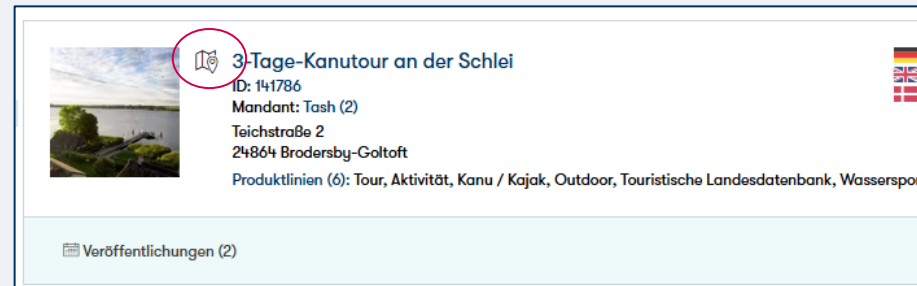 3-Tage-Kanutour an der Schlei
ID: 141786
Mandant: Tash (2)
Teichstraße 2
24864 Brodersby-Goltoft
Produktlinien (6): Tour, Aktivität, Kanu / Kajak, Outdoor, Touristische Landesdatenbank, Wasserspor
Veröffentlichungen (2)